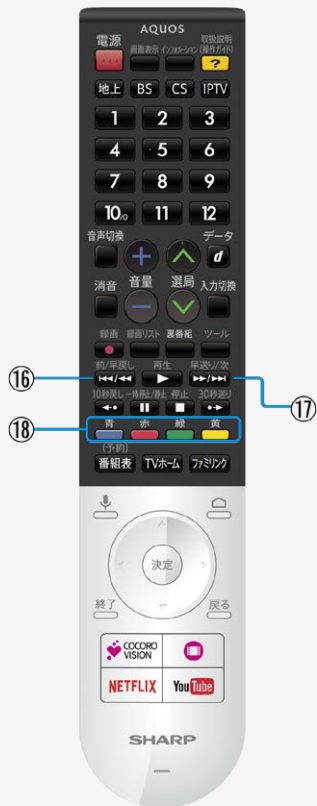 AQUOS
電源 画面表示 インフォメーション 取扱説明
(操作ガイド)
?
地上 BS CS IPTV
1 2 3
4 5 6
7 8 9
10/0 11 12
音声切換 データ
+ d
消音 音量 選局 入力切換
録画 録画リスト 裏番組 ツール
前/早戻し 再生 早送り/次
⑯ ⑰
10秒戻し 一時停止/静止 停止 30秒送り
⑱
青 赤 緑 黄
(予約)
番組表 TVホーム ファミリンク
決定
終了 戻る
COCORO
VISION
NETFLIX YouTube
SHARP